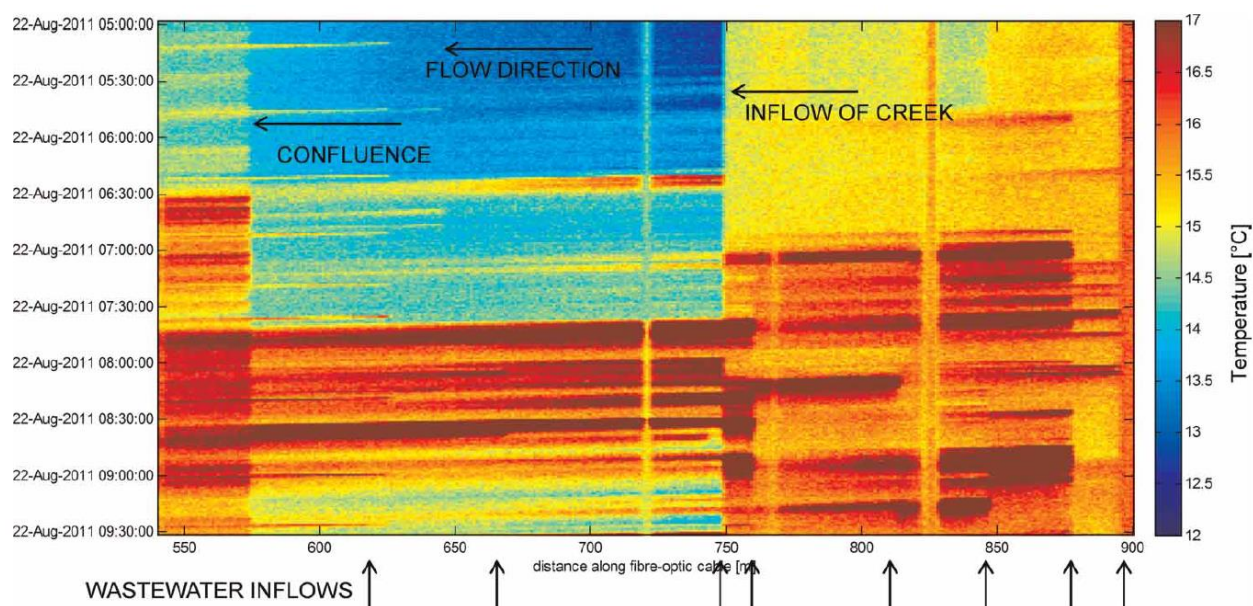 22-Aug-2011 05:00:00
22-Aug-2011 05:30:00
22-Aug-2011 06:00:00
22-Aug-2011 06:30:00
22-Aug-2011 07:00:00
22-Aug-2011 07:30:00
22-Aug-2011 08:00:00
22-Aug-2011 08:30:00
22-Aug-2011 09:00:00
22-Aug-2011 09:30:00
FLOW DIRECTION
INFLOW OF CREEK
CONFLUENCE
550 600 650 700 750 800 850 900
distance along fibre-optic cable [m]
WASTEWATER INFLOWS
17
16.5
16
15.5
15
14.5
14
13.5
13
12.5
12
Temperature [°C]